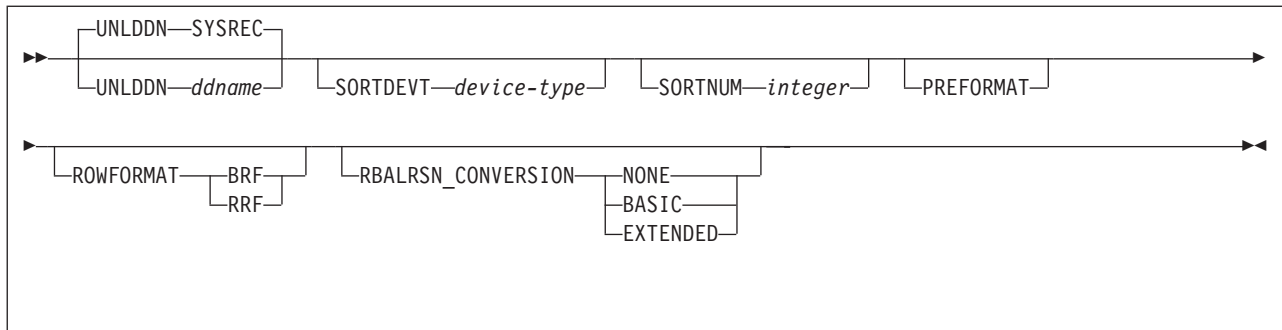 UNLDDN SYSREC
UNLDDN ddname
SORTDEVT device-type
SORTNUM integer
PREFORMAT
ROWFORMAT BRF
RRF
RBALRSN_CONVERSION NONE
BASIC
EXTENDED